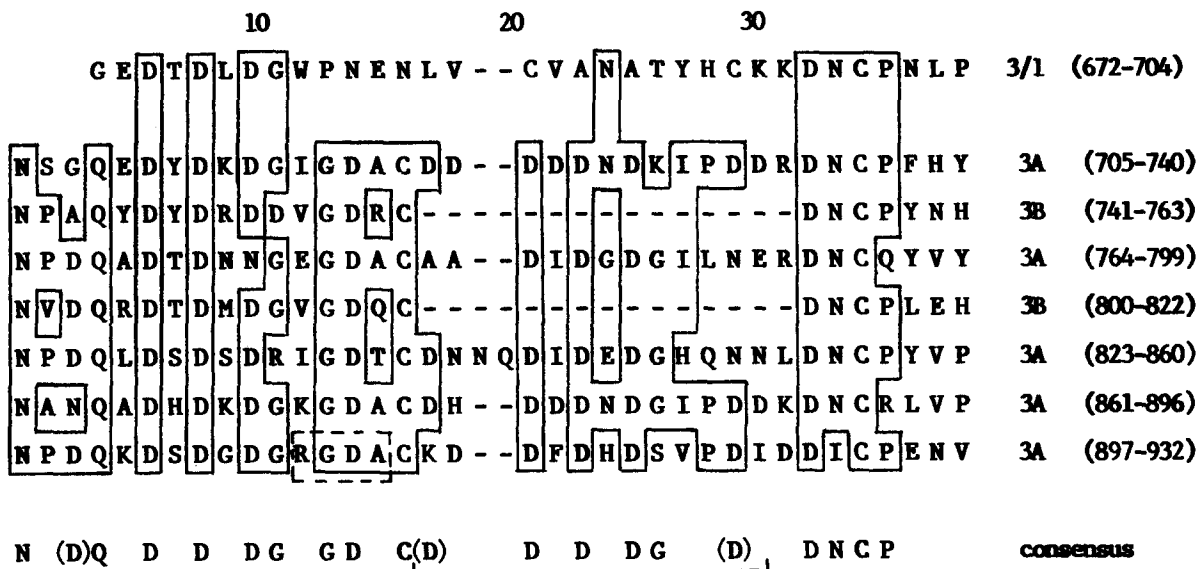 10 20 30
G E D T D L D G W P N E N L V - - C V A N A T Y H C K K D N C P N L P 3/1 (672-704)
N S G Q E D Y D K D G I G D A C D D - - D D D N D K I P D D R D N C P F H Y 3A (705-740)
N P A Q Y D Y D R D D V G D R C - - - - - - - - - - - - - - - D N C P Y N H 3B (741-763)
N P D Q A D T D N N G E G D A C A A - - D I D G D G I L N E R D N C Q Y V Y 3A (764-799)
N V D Q R D T D M D G V G D Q C - - - - - - - - - - - - - - - D N C P L E H 3B (800-822)
N P D Q L D S D S D R I G D T C D N N Q D I D E D G H Q N N L D N C P Y V P 3A (823-860)
N A N Q A D H D K D G K G D A C D H - - D D D N D G I P D D K D N C R L V P 3A (861-896)
N P D Q K D S D G D G R G D A C K D - - D F D H D S V P D I D D I C P E N V 3A (897-932)
N (D)Q D D D G G D C(D) D D D G (D) D N C P consensus